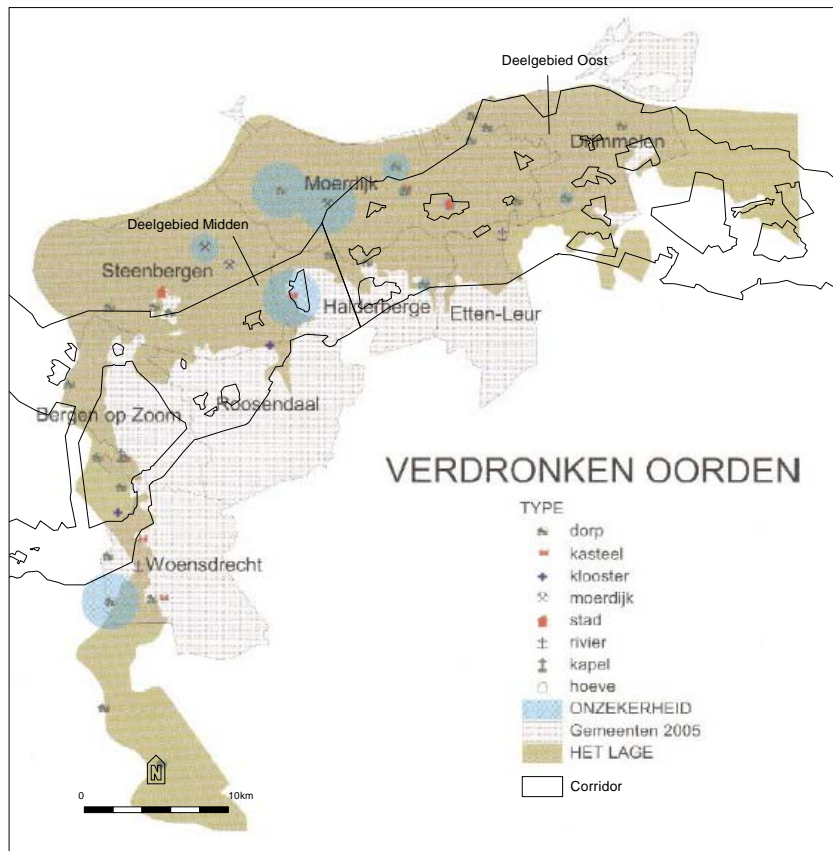 Deelgebied Oost
Drimmelen
Moerdijk
Deelgebied Midden
Steenbergen
Halderberge
Etten-Leur
Roosendaal
Bergen op Zoom
VERDRONKEN OORDEN
TYPE
dorp
kasteel
klooster
moerdijk
stad
rivier
kapel
hoeve
ONZEKERHEID
Gemeenten 2005
HET LAGE
Corridor
Woensdrecht
N
0 10km